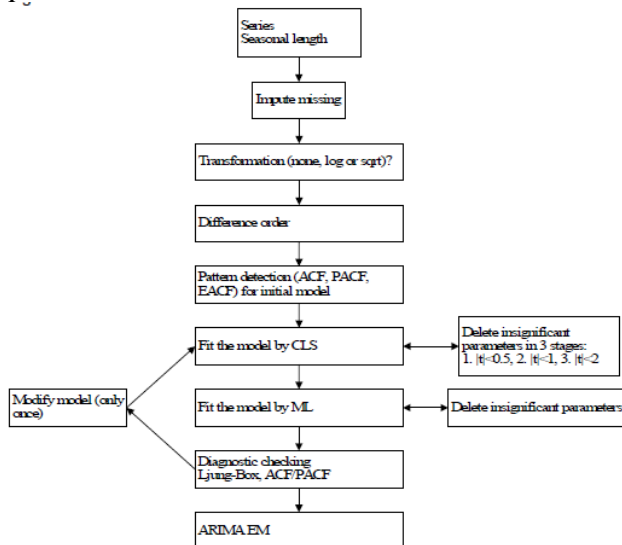 Series
Seasonal length
Impute missing
Transformation (none, log or sqrt)?
Difference order
Pattern detection (ACF, PACF,
EACF) for initial model
Fit the model by CLS
Delete insignificant
parameters in 3 stages:
1. |t|<0.5, 2. |t|<1, 3. |t|<2
Modify model (only
once)
Fit the model by ML
Delete insignificant parameters
Diagnostic checking
Ljung-Box, ACF/PACF
ARIMA EM